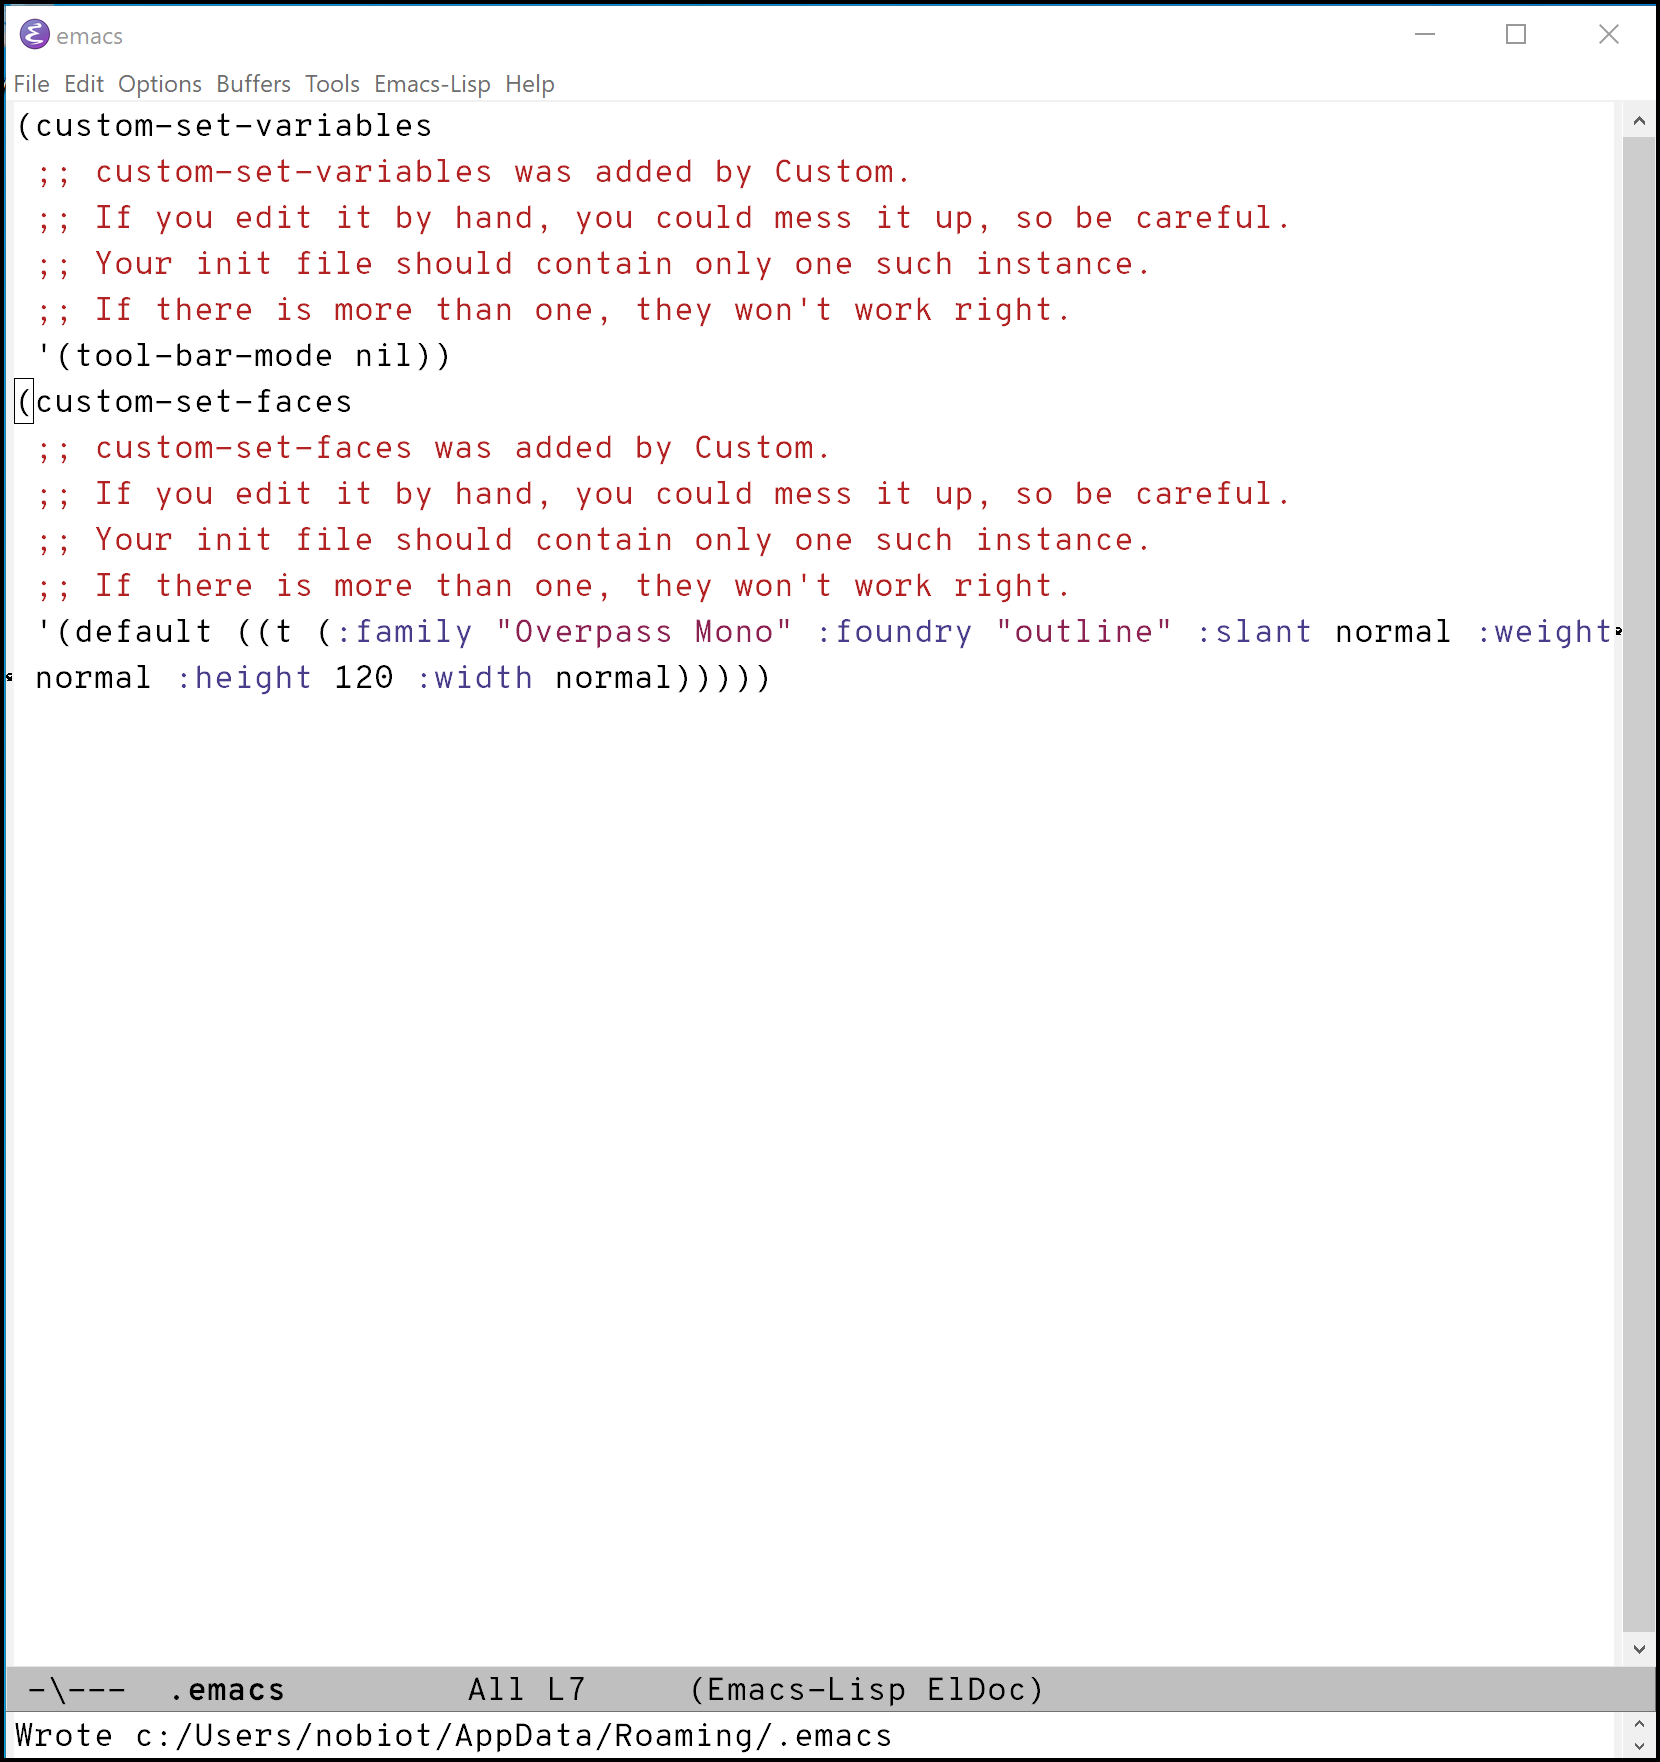 emacs
File Edit Options Buffers Tools Emacs-Lisp Help
(custom-set-variables
 ;; custom-set-variables was added by Custom.
 ;; If you edit it by hand, you could mess it up, so be careful.
 ;; Your init file should contain only one such instance.
 ;; If there is more than one, they won't work right.
 '(tool-bar-mode nil))
(custom-set-faces
 ;; custom-set-faces was added by Custom.
 ;; If you edit it by hand, you could mess it up, so be careful.
 ;; Your init file should contain only one such instance.
 ;; If there is more than one, they won't work right.
 '(default ((t (:family "Overpass Mono" :foundry "outline" :slant normal :weight
 normal :height 120 :width normal)))))
-\--- .emacs All L7 (Emacs-Lisp ElDoc)
Wrote c:/Users/nobiot/AppData/Roaming/.emacs